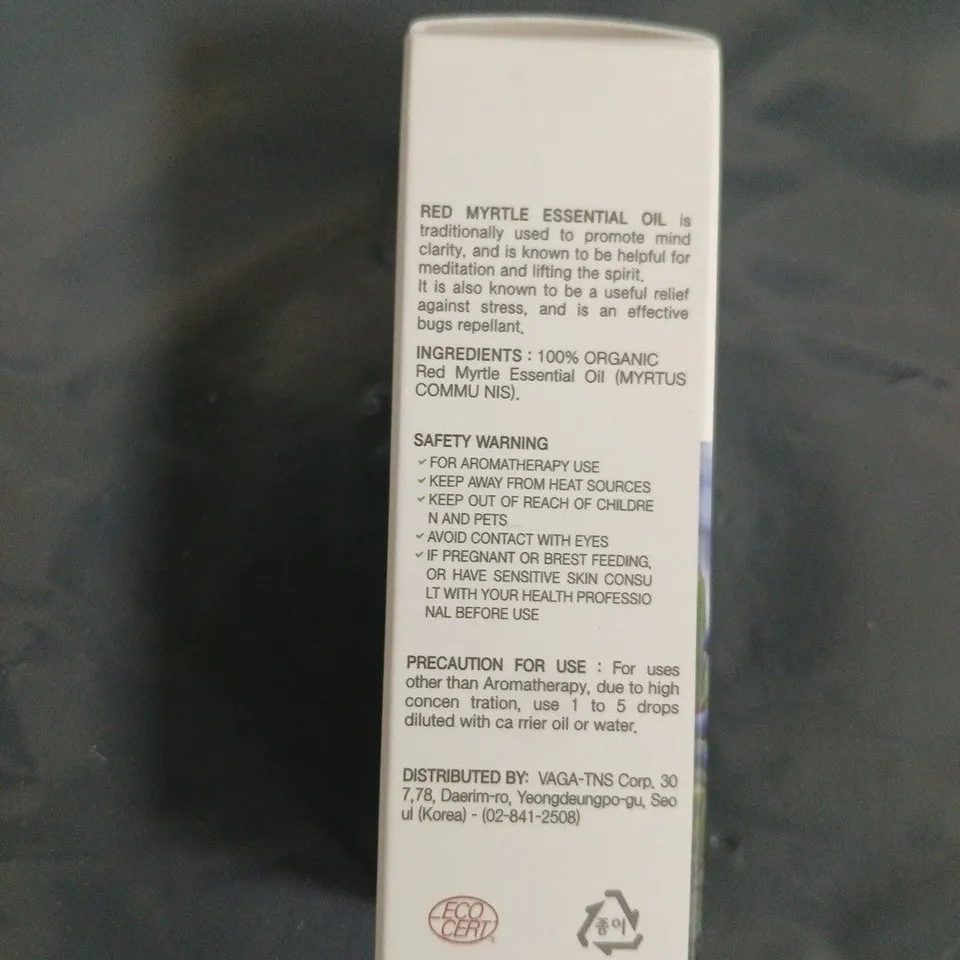 RED MYRTLE ESSENTIAL OIL is
traditionally used to promote mind
clarity, and is known to be helpful for
meditation and lifting the spirit.
It is also known to be a useful relief
against stress, and is an effective
bugs repellant.
INGREDIENTS : 100% ORGANIC
Red Myrtle Essential Oil (MYRTUS
COMMU NIS).
SAFETY WARNING
✓FOR AROMATHERAPY USE
✓KEEP AWAY FROM HEAT SOURCES
✓KEEP OUT OF REACH OF CHILDRE
N AND PETS
✓AVOID CONTACT WITH EYES
✓IF PREGNANT OR BREST FEEDING,
OR HAVE SENSITIVE SKIN CONSU
LT WITH YOUR HEALTH PROFESSIO
NAL BEFORE USE
PRECAUTION FOR USE : For uses
other than Aromatherapy, due to high
concen tration, use 1 to 5 drops
diluted with ca rrier oil or water.
DISTRIBUTED BY: VAGA-TNS Corp. 30
7,78, Daerim-ro, Yeongdeungpo-gu, Seo
ul (Korea) - (02-841-2508)
ECO
CERT
종이